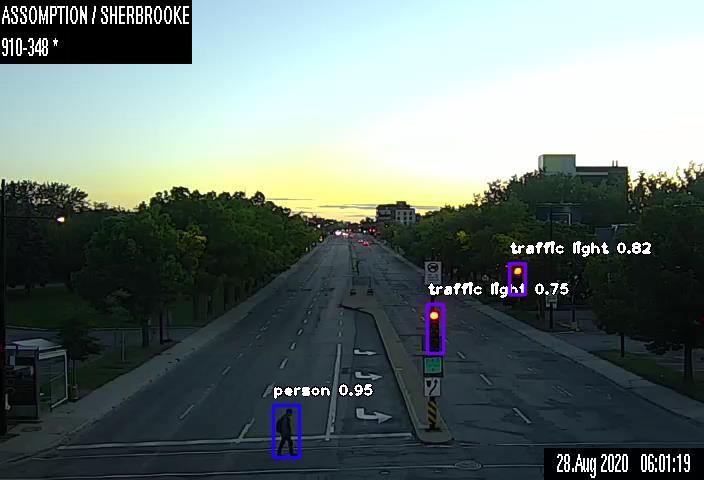 ASSOMPTION / SHERBROOKE
910-348 *
traffic light 0.82
traffic light 0.75
person 0.95
28.Aug 2020 06:01:19